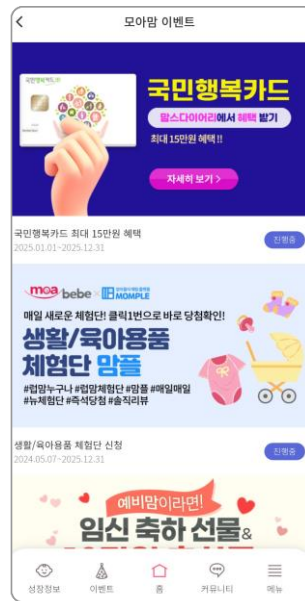 모아맘 이벤트
국민행복카드
국민행복카드
맘스다이어리에서 혜택 받기
최대 15만원 혜택!!
자세히 보기 >
국민행복카드 최대 15만원 혜택
2025.01.01~2025.12.31
진행중
moa bebe × MOMPLE
매일 새로운 체험단! 클릭1번으로 바로 당첨확인!
생활/육아용품
체험단 맘플
#럽맘누구나 #럽맘체험단 #맘플 #매일매일
#뉴체험단 #즉석당첨 #솔직리뷰
생활/육아용품 체험단 신청
2024.05.07~2025.12.31
진행중
예비맘이라면!
임신 축하 선물&
성장정보
이벤트
홈
커뮤니티
메뉴